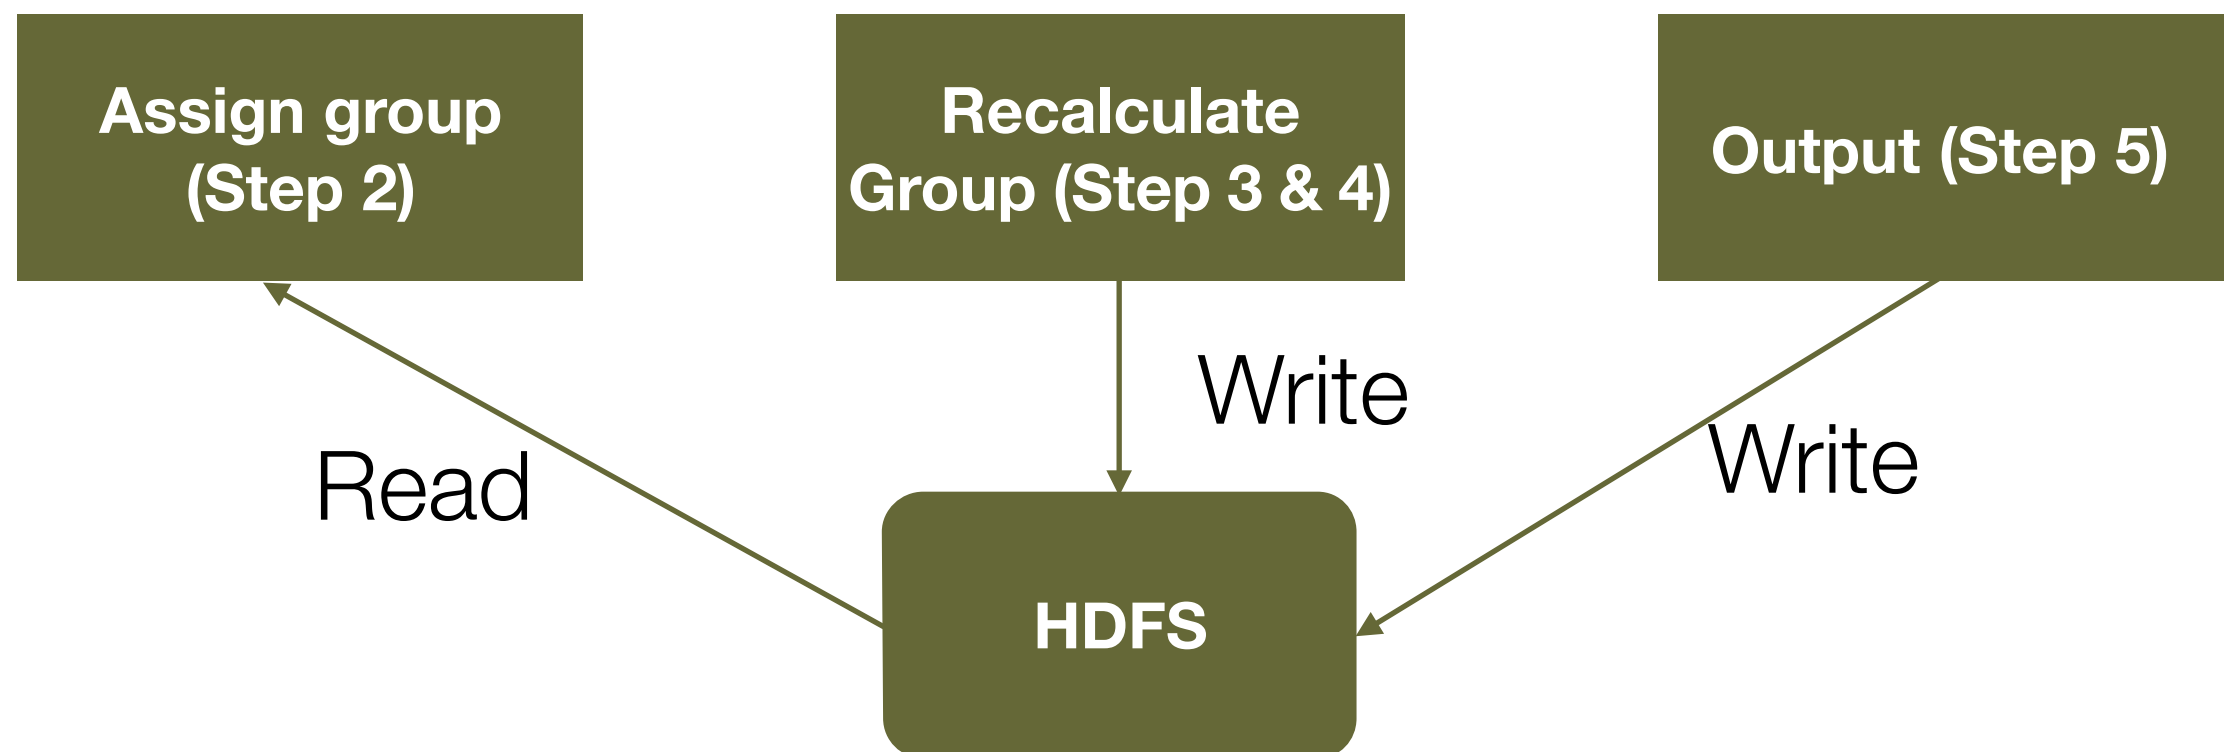 Assign group
(Step 2)
Recalculate
Group (Step 3 & 4)
Output (Step 5)
Read
Write
Write
HDFS